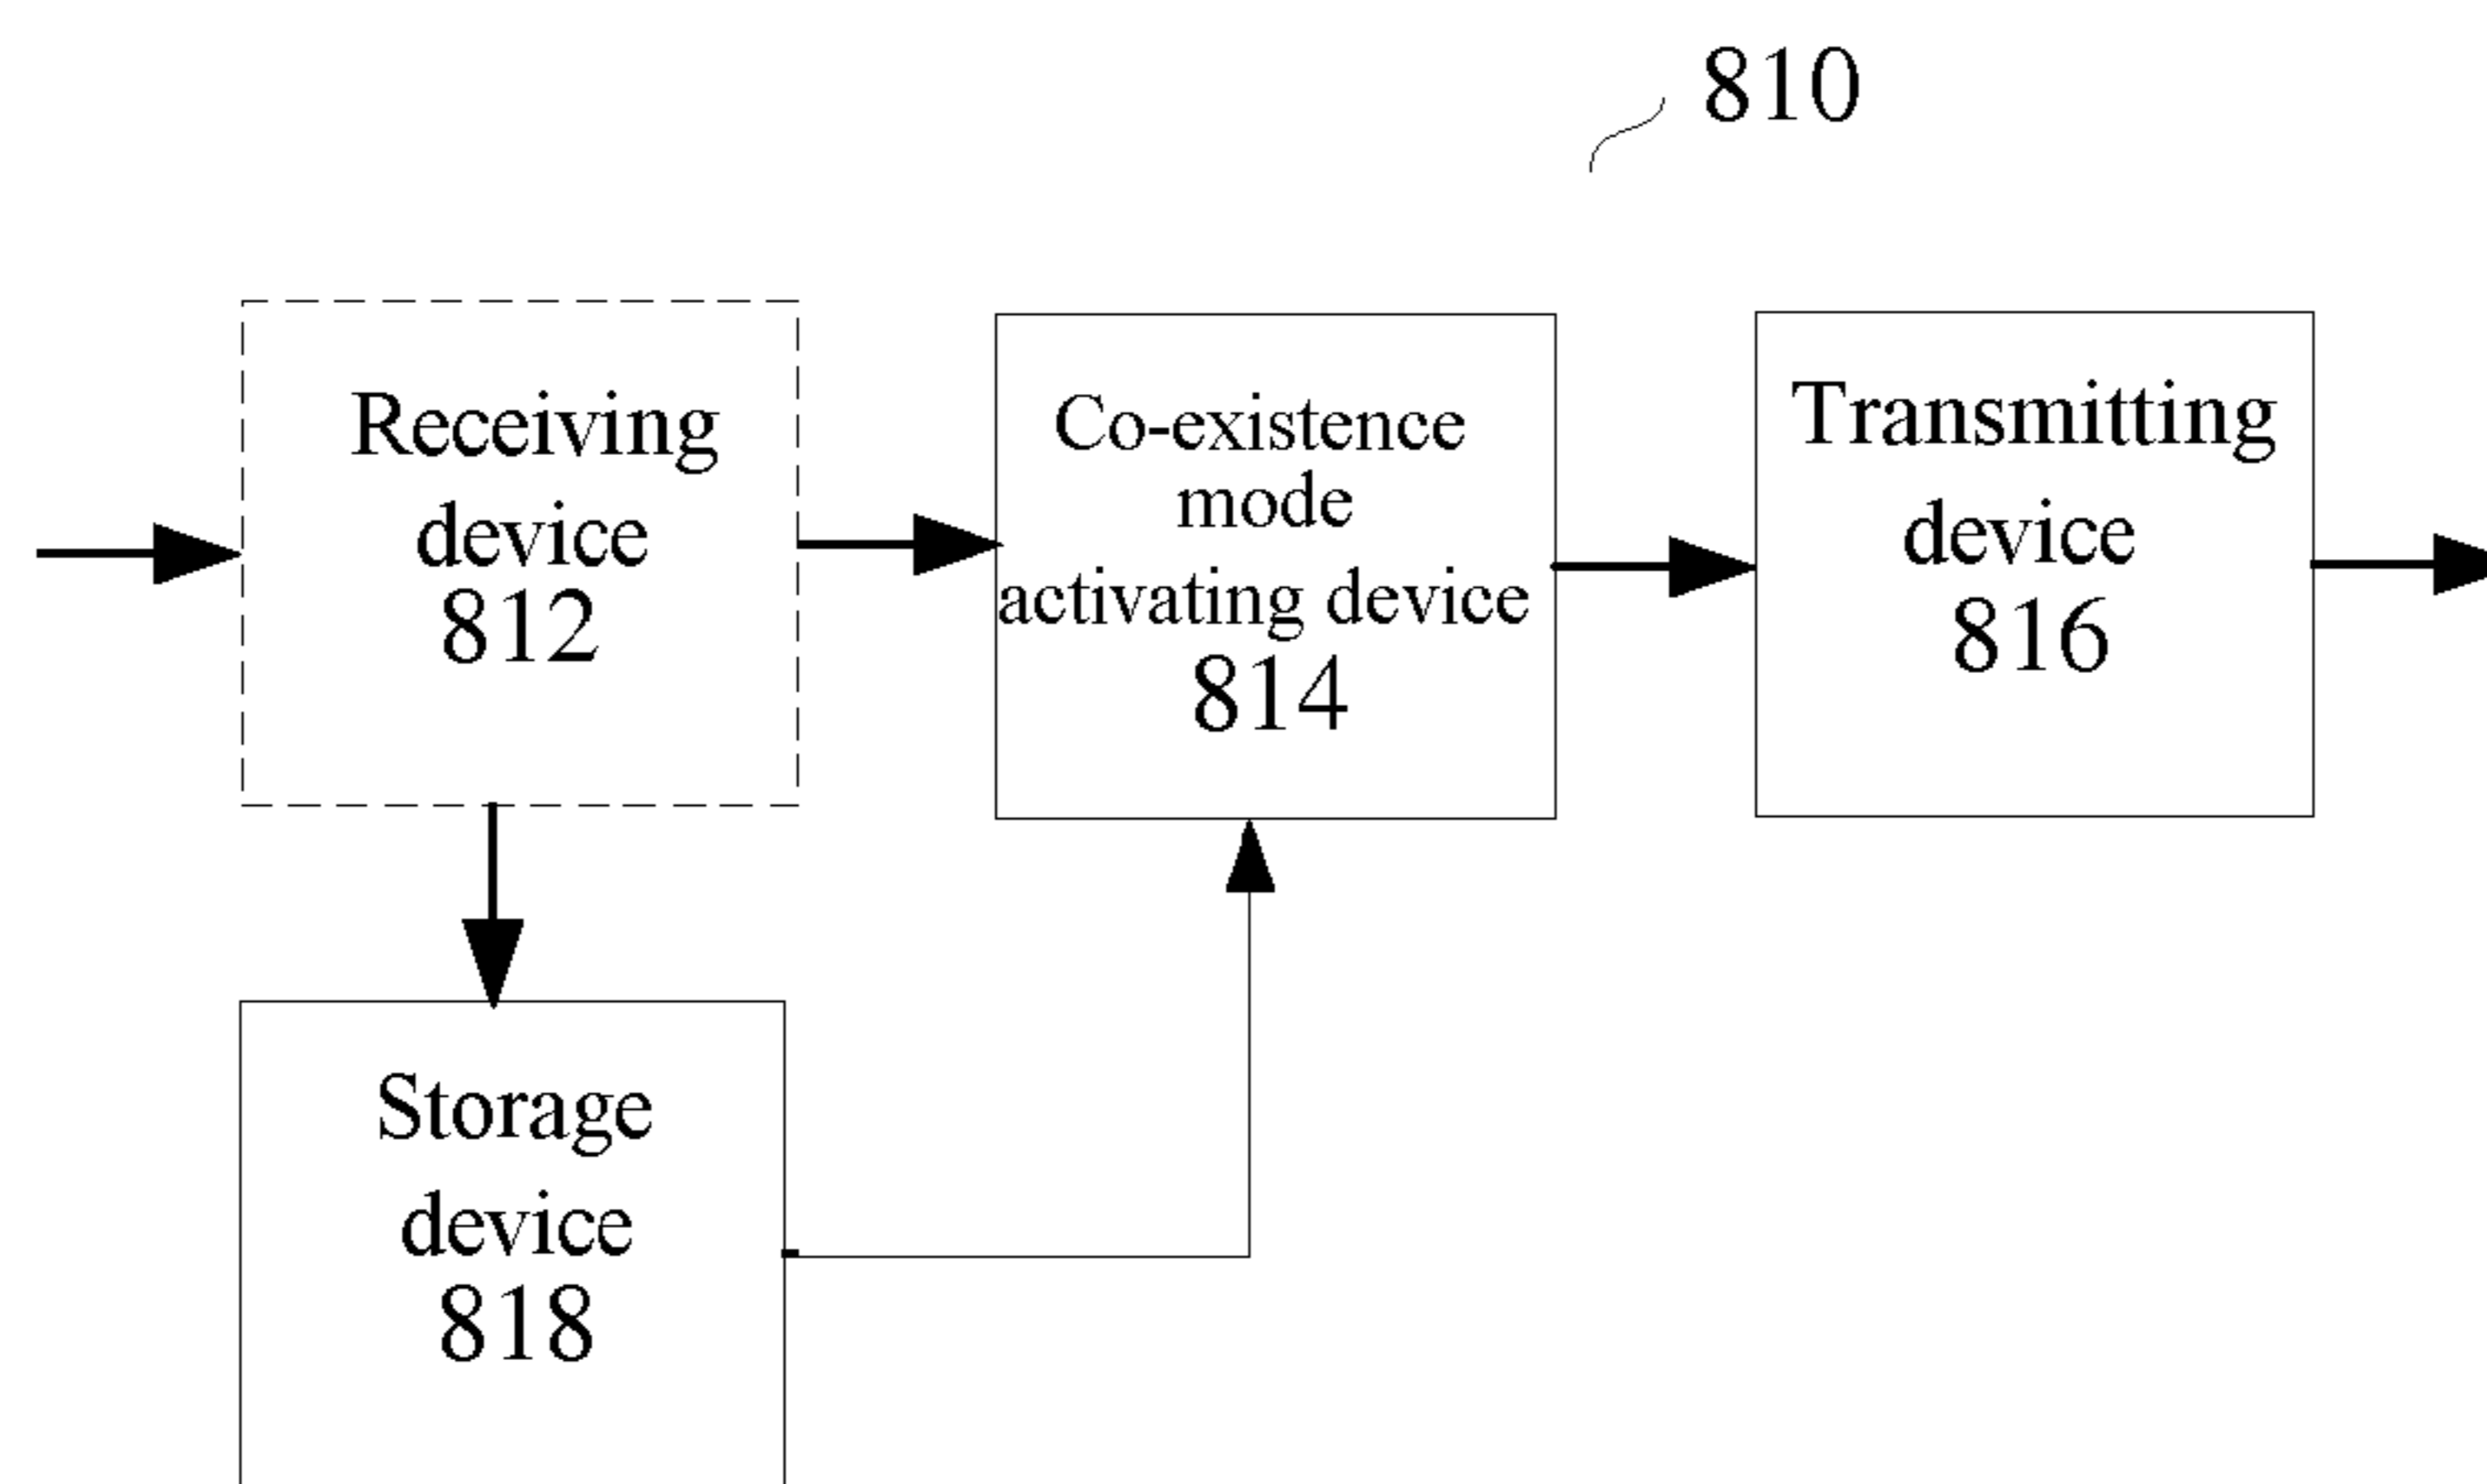 810
Receiving
device
812
Co-existence
mode
activating device
814
Transmitting
device
816
Storage
device
818